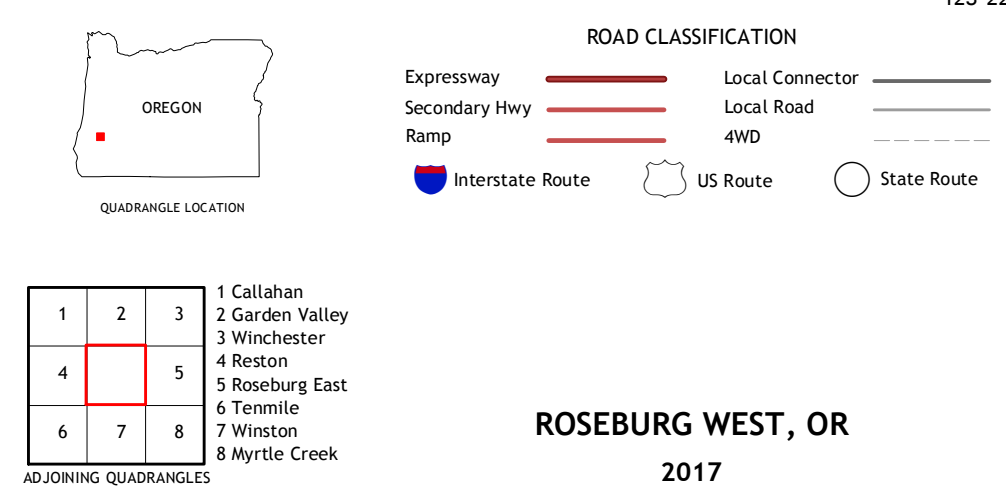 ROAD CLASSIFICATION
Expressway
Local Connector
Secondary Hwy
Local Road
Ramp
4WD
Interstate Route
US Route
State Route
OREGON
QUADRANGLE LOCATION
1 2 3
4 5
6 7 8
1 Callahan
2 Garden Valley
3 Winchester
4 Reston
5 Roseburg East
6 Tenmile
7 Winston
8 Myrtle Creek
ADJOINING QUADRANGLES
ROSEBURG WEST, OR
2017